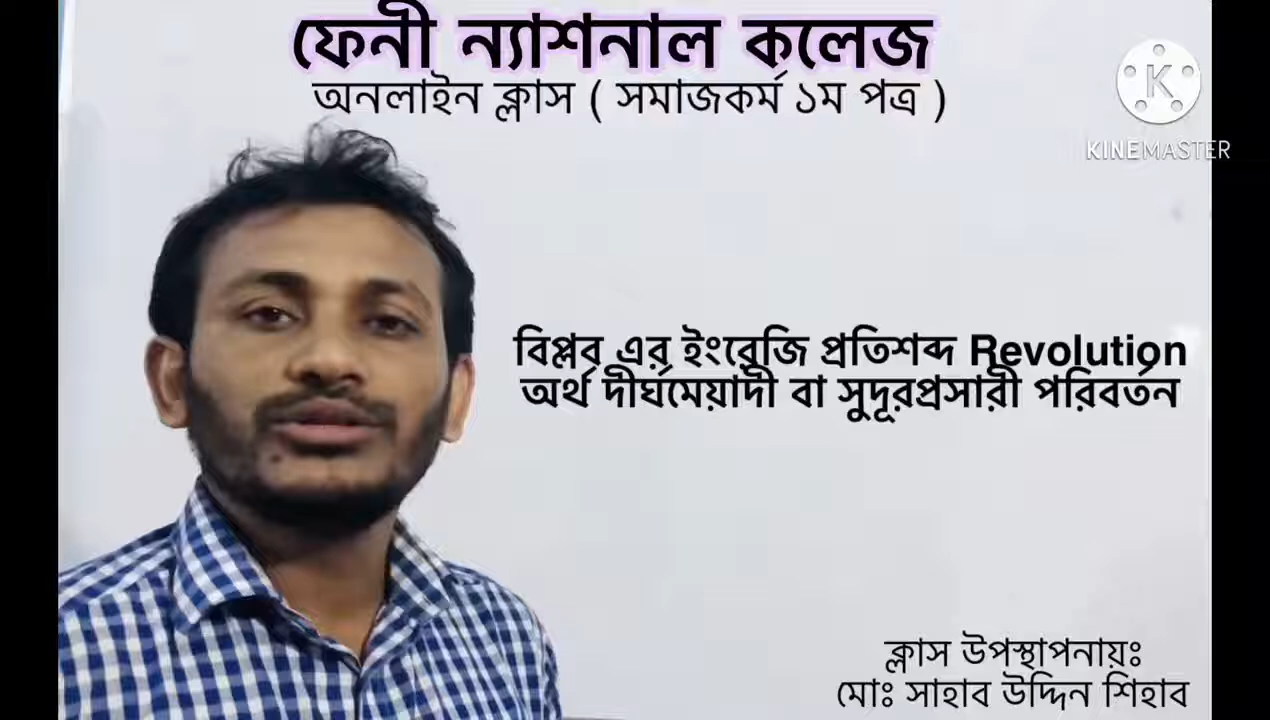 ফেনী ন্যাশনাল কলেজ
অনলাইন ক্লাস ( সমাজকর্ম ১ম পত্র )
K
KINEMASTER
বিপ্লব এর ইংরেজি প্রতিশব্দ Revolution
অর্থ দীর্ঘমেয়াদী বা সুদূরপ্রসারী পরিবর্তন
ক্লাস উপস্থাপনায়ঃ
মোঃ সাহাব উদ্দিন শিহাব